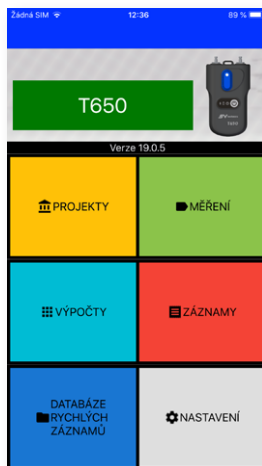 Žádná SIM 12:36 89 %
T650
Verze 19.0.5
PROJEKTY
MĚŘENÍ
VÝPOČTY
ZÁZNAMY
DATABÁZE
RYCHLÝCH
ZÁZNAMŮ
NASTAVENÍ